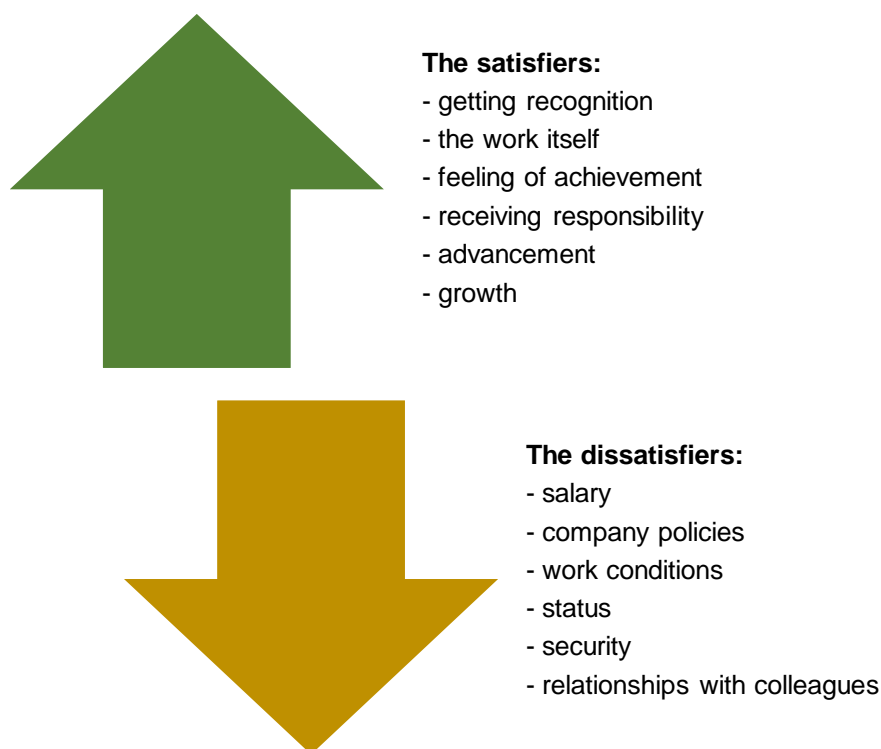 The satisfiers:
- getting recognition
- the work itself
- feeling of achievement
- receiving responsibility
- advancement
- growth
The dissatisfiers:
- salary
- company policies
- work conditions
- status
- security
- relationships with colleagues